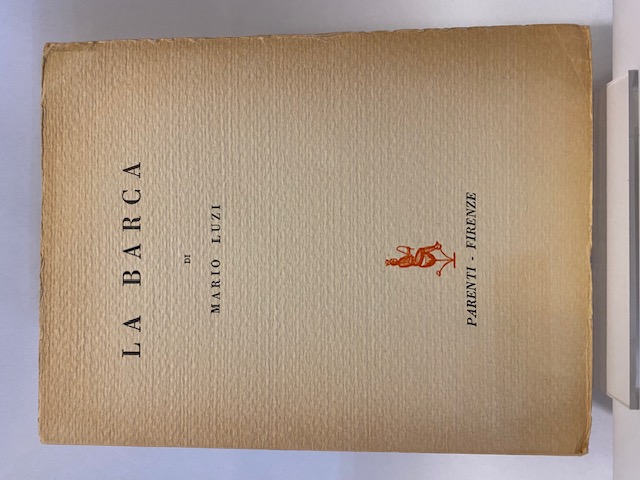 LA BARCA
DI
MARIO LUZI
PARENTI - FIRENZE